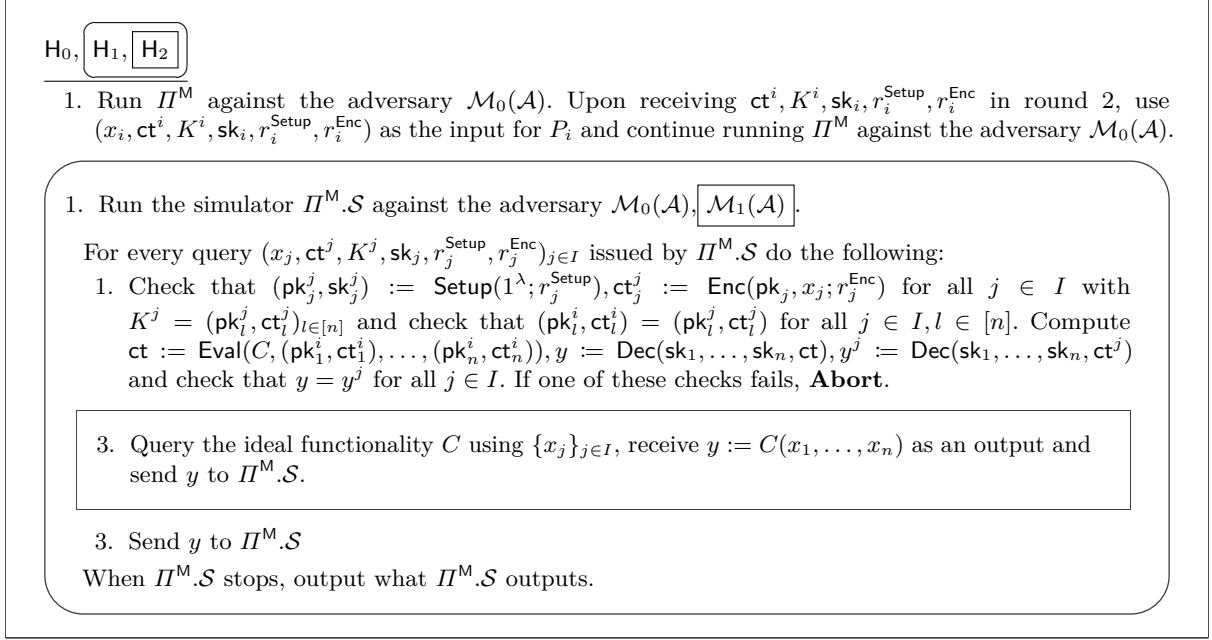 H₀, H₁, H₂
1. Run Π^M against the adversary ℳ₀(𝒜). Upon receiving ct^i, K^i, sk_i, r_i^Setup, r_i^Enc in round 2, use
(x_i, ct^i, K^i, sk_i, r_i^Setup, r_i^Enc) as the input for P_i and continue running Π^M against the adversary ℳ₀(𝒜).
1. Run the simulator Π^M.𝒮 against the adversary ℳ₀(𝒜), ℳ₁(𝒜).
For every query (x_j, ct^j, K^j, sk_j, r_j^Setup, r_j^Enc)_{j∈I} issued by Π^M.𝒮 do the following:
1. Check that (pk_j^j, sk_j^j) := Setup(1^λ; r_j^Setup), ct_j^j := Enc(pk_j, x_j; r_j^Enc) for all j ∈ I with
K^j = (pk_l^j, ct_l^j)_{l∈[n]} and check that (pk_l^i, ct_l^i) = (pk_l^j, ct_l^j) for all j ∈ I, l ∈ [n]. Compute
ct := Eval(C, (pk_1^i, ct_1^i), . . . , (pk_n^i, ct_n^i)), y := Dec(sk_1, . . . , sk_n, ct), y^j := Dec(sk_1, . . . , sk_n, ct^j)
and check that y = y^j for all j ∈ I. If one of these checks fails, Abort.
3. Query the ideal functionality C using {x_j}_{j∈I}, receive y := C(x_1, . . . , x_n) as an output and
send y to Π^M.𝒮.
3. Send y to Π^M.𝒮
When Π^M.𝒮 stops, output what Π^M.𝒮 outputs.